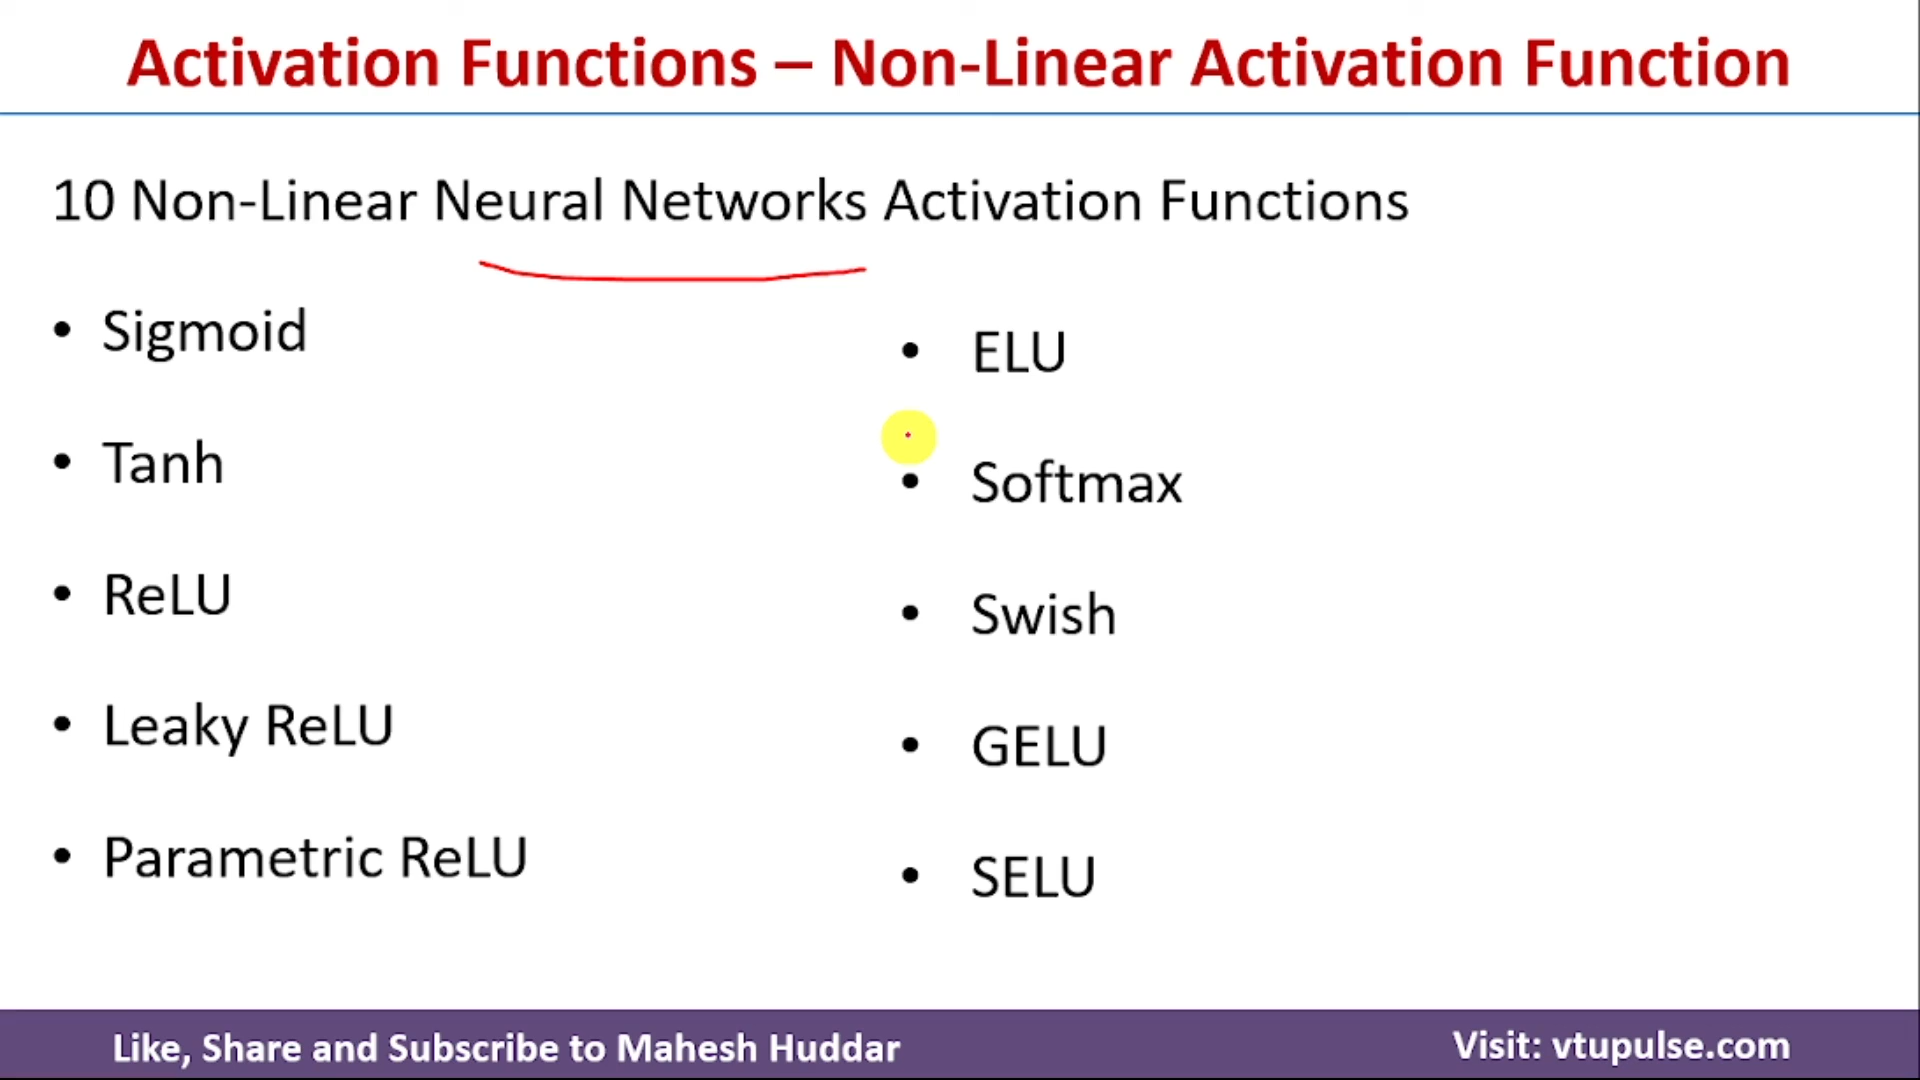 Activation Functions – Non-Linear Activation Function
10 Non-Linear Neural Networks Activation Functions
• Sigmoid
• Tanh
• ReLU
• Leaky ReLU
• Parametric ReLU
• ELU
• Softmax
• Swish
• GELU
• SELU
Like, Share and Subscribe to Mahesh Huddar
Visit: vtupulse.com